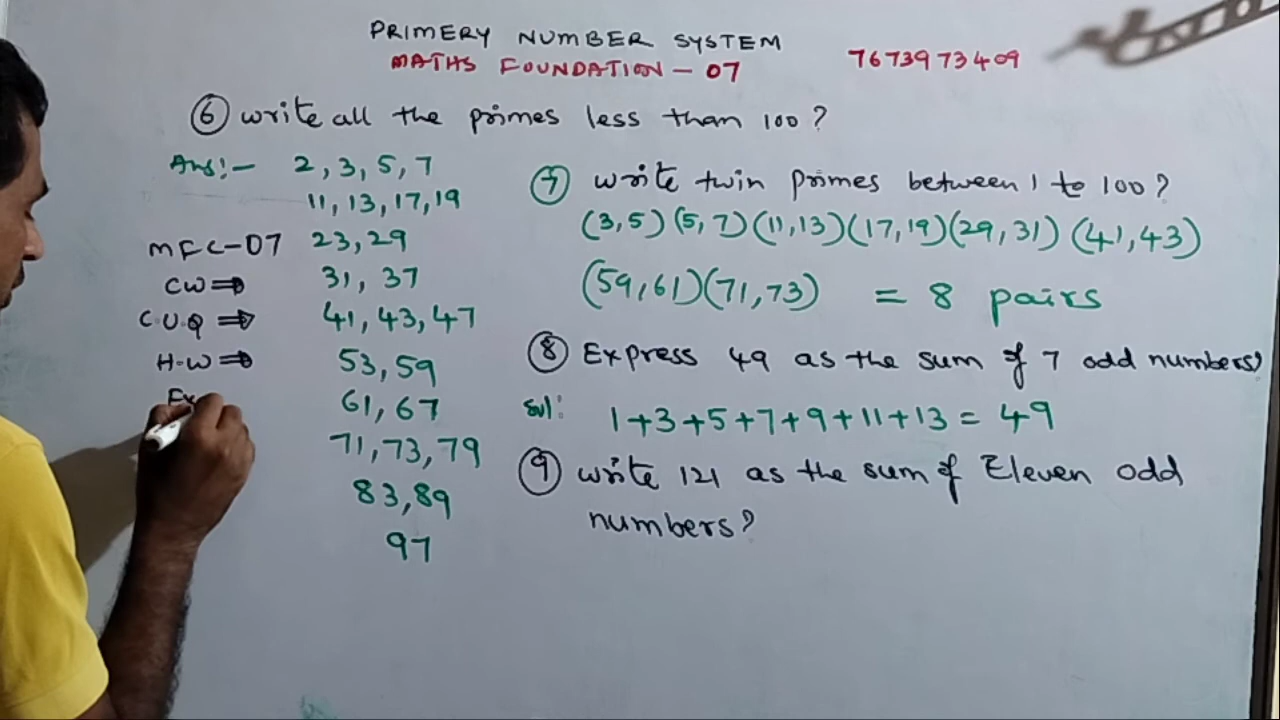 PRIMERY NUMBER SYSTEM
MATHS FOUNDATION - 07
7673973409
⑥ write all the primes less than 100?
Ans:- 2, 3, 5, 7
11, 13, 17, 19
23, 29
31, 37
41, 43, 47
53, 59
61, 67
71, 73, 79
83, 89
97
MFC-07
CW⇒
C.U.Q ⇒
H.W⇒
Ex
⑦ write twin primes between 1 to 100?
(3,5) (5,7) (11,13) (17,19) (29,31) (41,43)
(59,61) (71,73) = 8 pairs
⑧ Express 49 as the sum of 7 odd numbers?
Sol: 1+3+5+7+9+11+13 = 49
⑨ write 121 as the sum of Eleven odd
numbers?